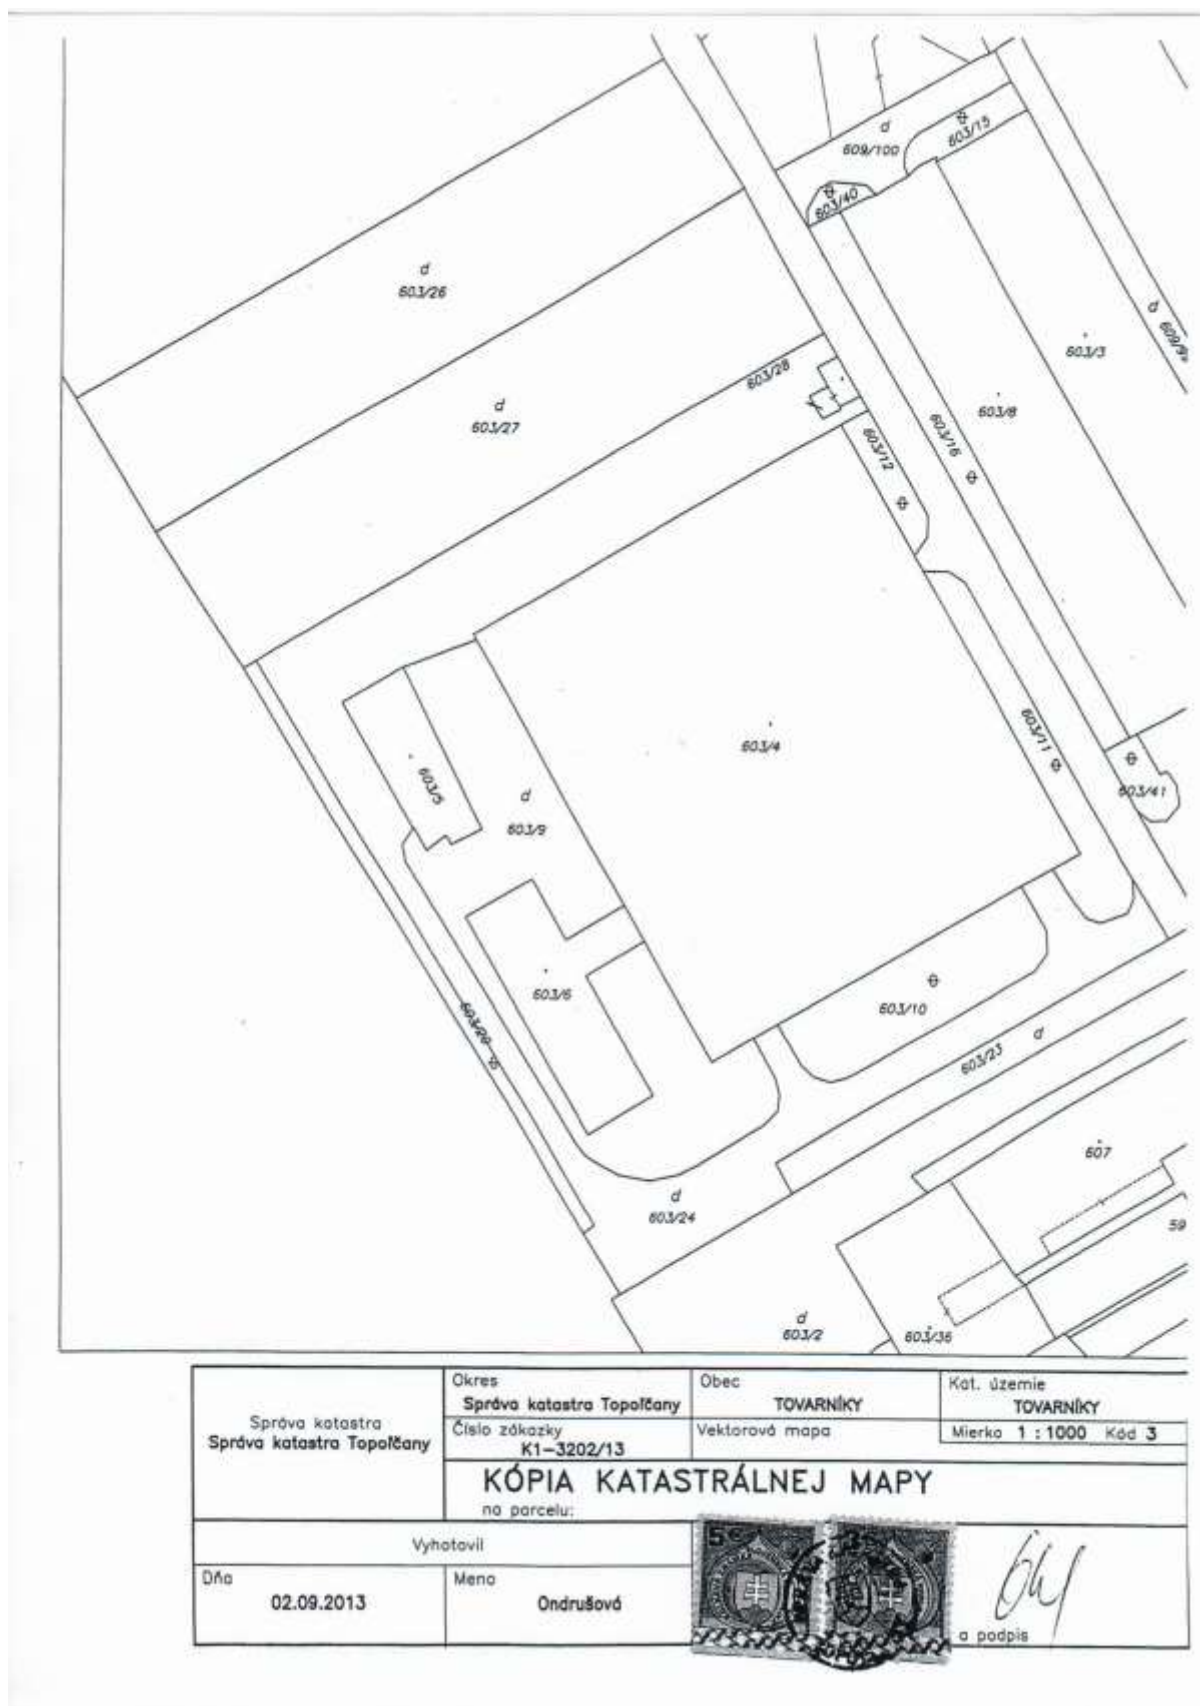 d
609/100
603/15
603/40
d
603/26
d
603/3
603/28
d
603/27
603/8
603/12
603/16
603/11
603/4
603/41
603/5
d
603/9
603/6
603/10
603/20
603/23 d
607
d
603/24
59
d
603/2
603/36
Správa katastra
Správa katastra Topoľčany
Okres
Správa katastra Topoľčany
Obec
TOVARNÍKY
Kat. územie
TOVARNÍKY
Číslo zákazky
K1-3202/13
Vektorová mapa
Mierka 1 : 1000 Kód 3
KÓPIA KATASTRÁLNEJ MAPY
na parcelu:
Vyhotovil
Dňa
02.09.2013
Meno
Ondrušová
5€
a podpis